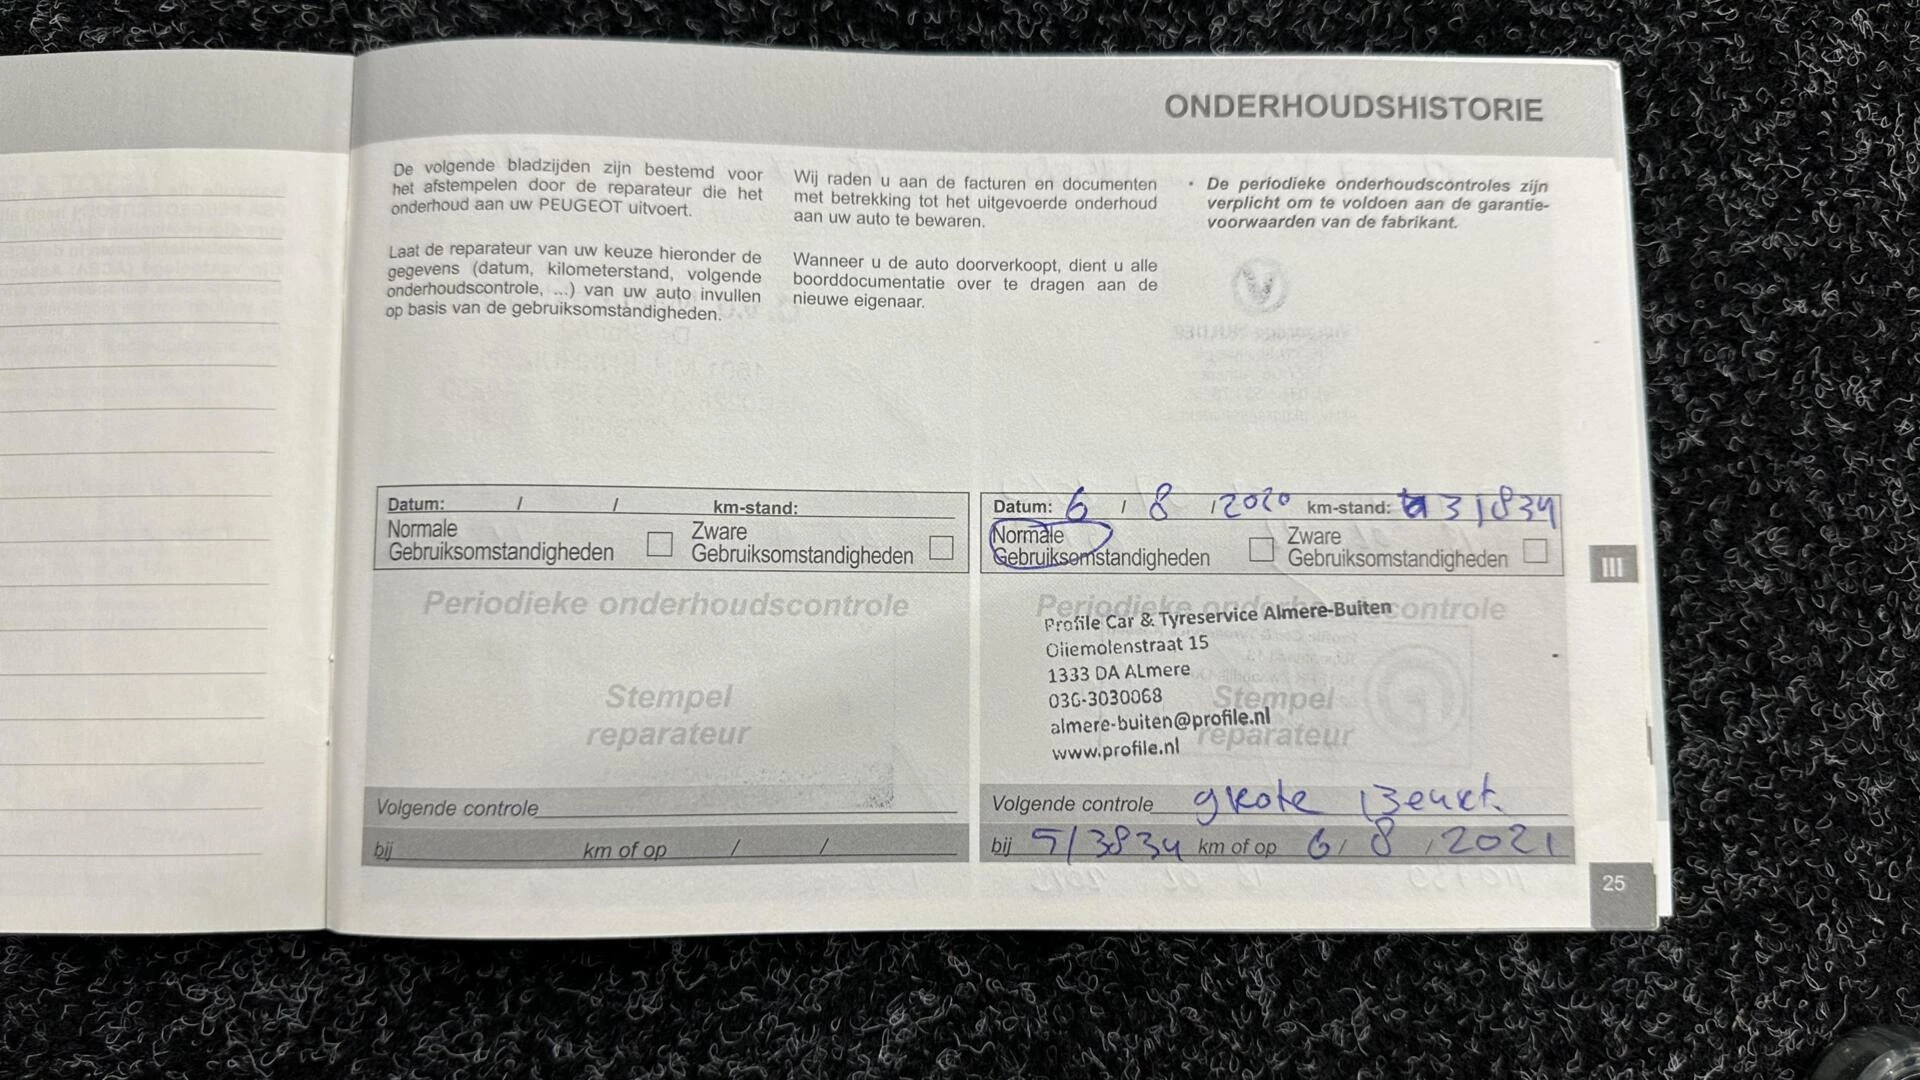 ONDERHOUDSHISTORIE
De volgende bladzijden zijn bestemd voor
het afstempelen door de reparateur die het
onderhoud aan uw PEUGEOT uitvoert.
Laat de reparateur van uw keuze hieronder de
gegevens (datum, kilometerstand, volgende
onderhoudscontrole, ...) van uw auto invullen
op basis van de gebruiksomstandigheden.
Wij raden u aan de facturen en documenten
met betrekking tot het uitgevoerde onderhoud
aan uw auto te bewaren.
Wanneer u de auto doorverkoopt, dient u alle
boorddocumentatie over te dragen aan de
nieuwe eigenaar.
• De periodieke onderhoudscontroles zijn
verplicht om te voldoen aan de garantie-
voorwaarden van de fabrikant.
Datum: / / km-stand:
Normale
Gebruiksomstandigheden
Zware
Gebruiksomstandigheden
Periodieke onderhoudscontrole
Stempel
reparateur
Volgende controle
bij km of op / /
Datum: 6 / 8 / 2020 km-stand: 31834
Normale
Gebruiksomstandigheden
Zware
Gebruiksomstandigheden
Periodieke onderhoudscontrole
Profile Car & Tyreservice Almere-Buiten
Oliemolenstraat 15
1333 DA ALmere
036-3030068
almere-buiten@profile.nl
www.profile.nl
Stempel
reparateur
Volgende controle grote Beurt.
bij km of op 6 / 8 / 2021
III
25